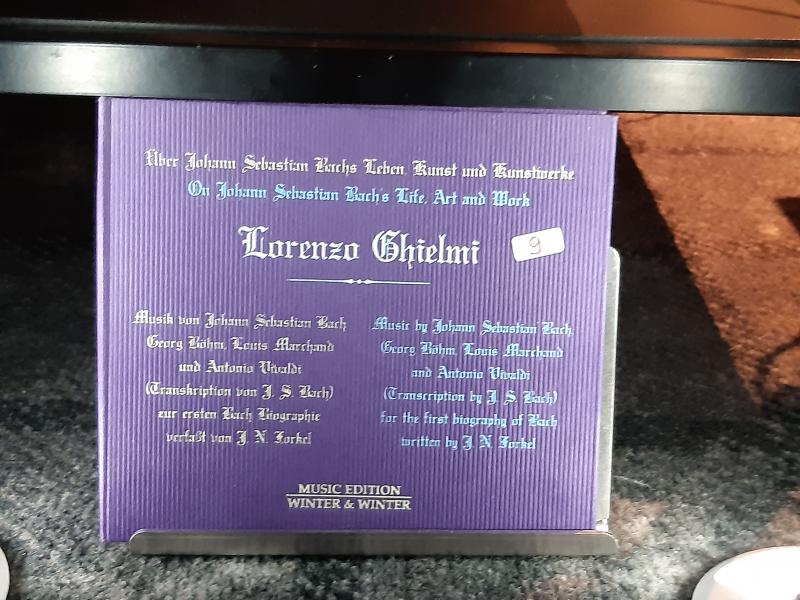 Über Johann Sebastian Bachs Leben, Kunst und Kunstwerke
On Johann Sebastian Bach's Life, Art and Work
Lorenzo Ghielmi
9
Musik von Johann Sebastian Bach
Georg Böhm, Louis Marchand
und Antonio Vivaldi
(Transkription von J. S. Bach)
zur ersten Bach Biographie
verfaßt von J. N. Forkel
Music by Johann Sebastian Bach,
Georg Böhm, Louis Marchand
and Antonio Vivaldi
(Transcription by J. S. Bach)
for the first biography of Bach
written by J. N. Forkel
MUSIC EDITION
WINTER & WINTER